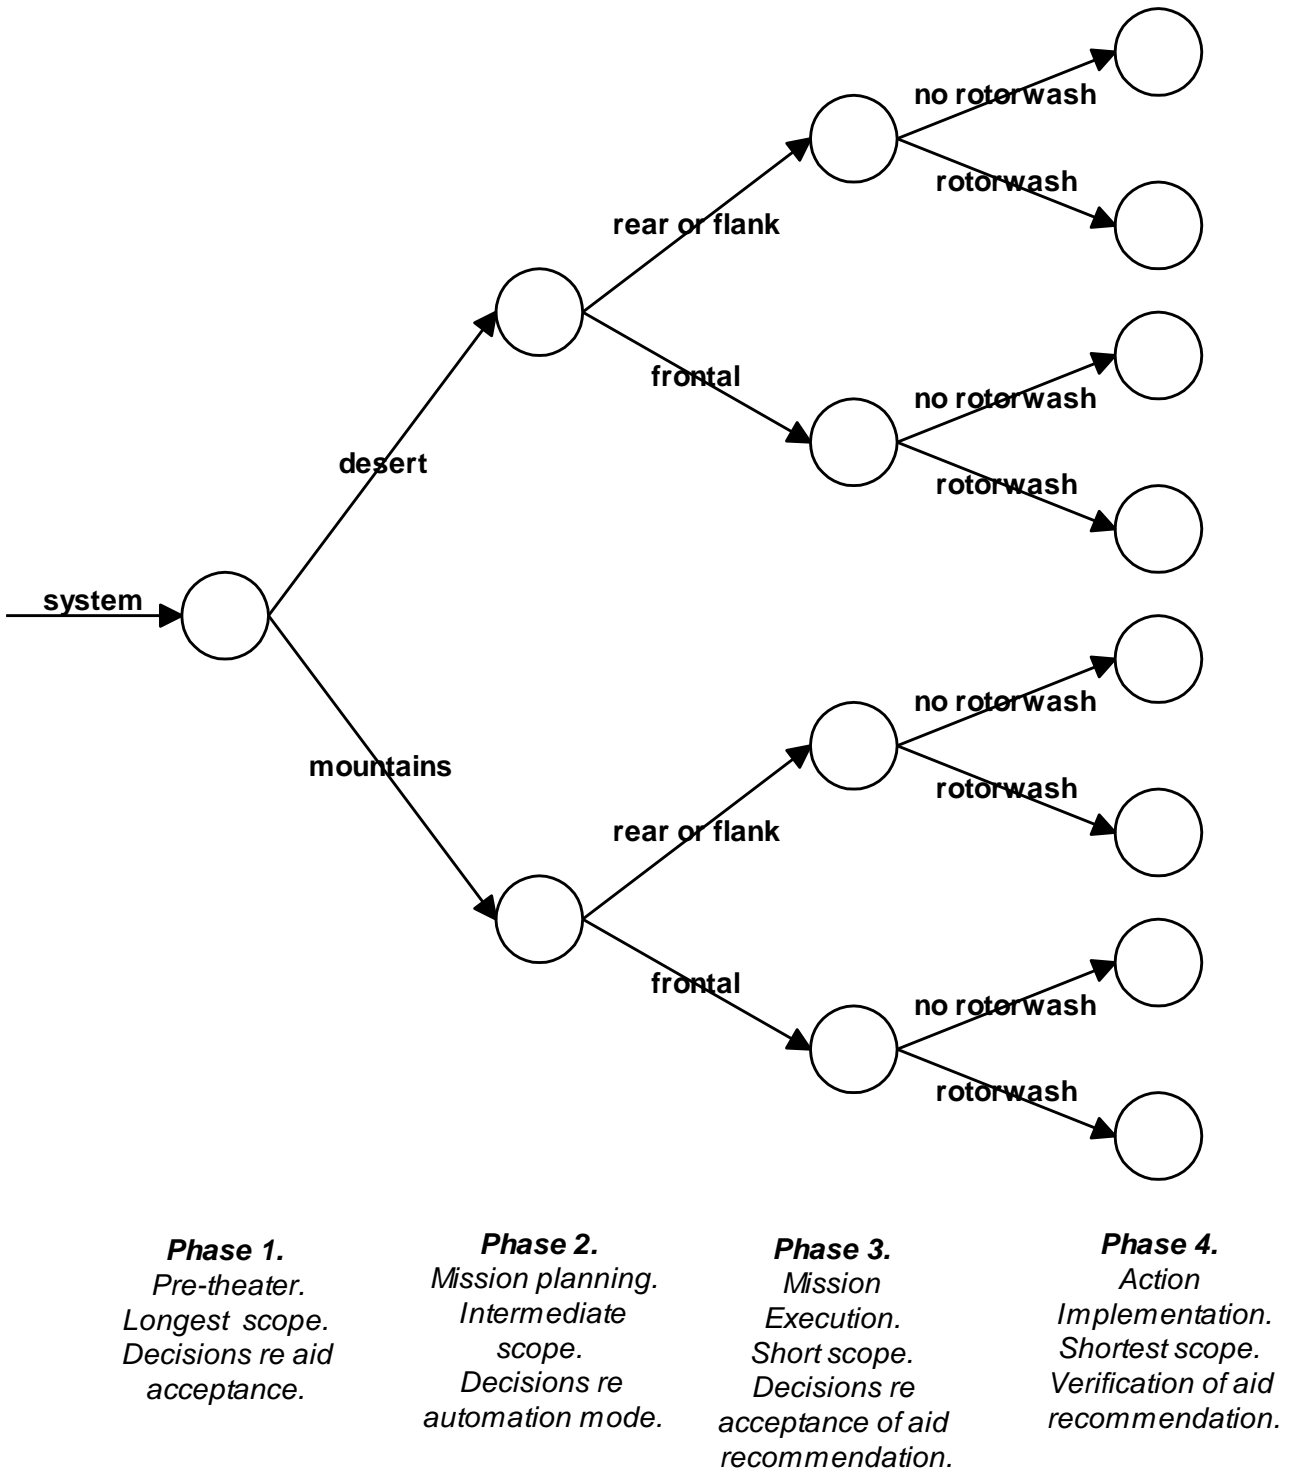 no rotorwash
rotorwash
rear or flank
no rotorwash
frontal
rotorwash
desert
system
no rotorwash
mountains
rotorwash
rear or flank
no rotorwash
frontal
rotorwash
Phase 1.
Pre-theater.
Longest scope.
Decisions re aid
acceptance.
Phase 2.
Mission planning.
Intermediate
scope.
Decisions re
automation mode.
Phase 3.
Mission
Execution.
Short scope.
Decisions re
acceptance of aid
recommendation.
Phase 4.
Action
Implementation.
Shortest scope.
Verification of aid
recommendation.